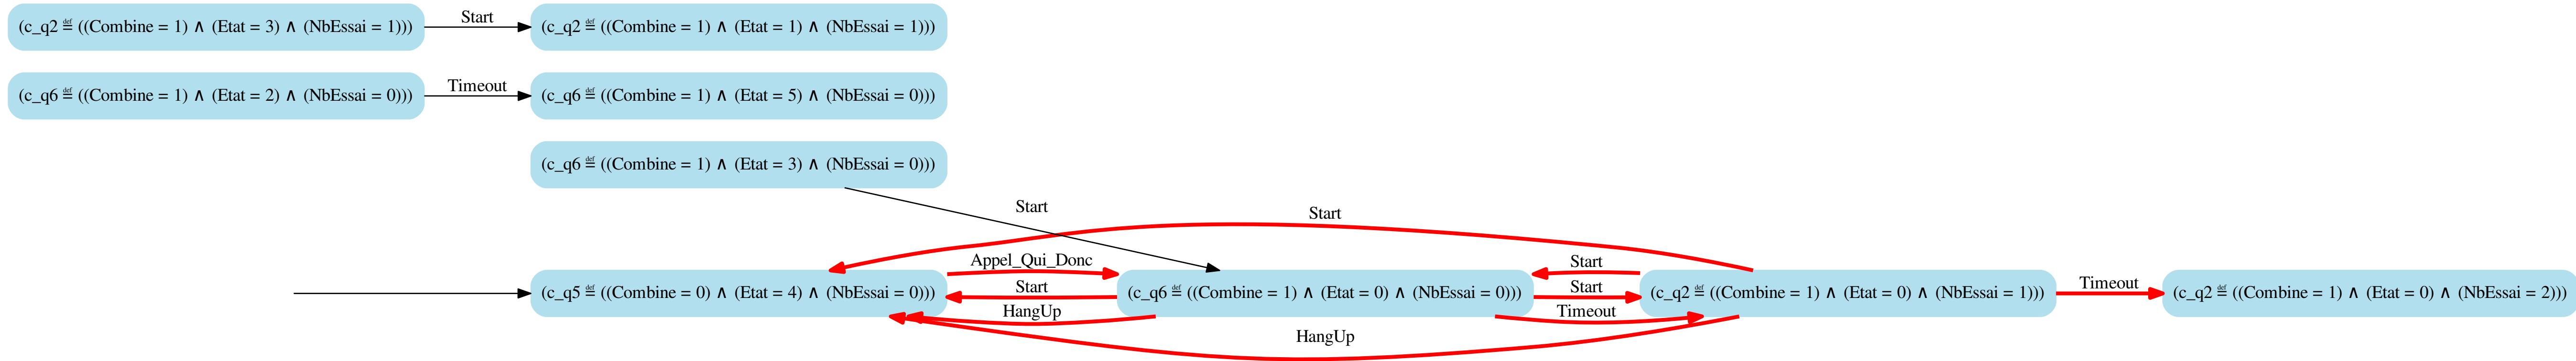 (c_q2 ≝ ((Combine = 1) ∧ (Etat = 3) ∧ (NbEssai = 1)))
Start
(c_q2 ≝ ((Combine = 1) ∧ (Etat = 1) ∧ (NbEssai = 1)))
(c_q6 ≝ ((Combine = 1) ∧ (Etat = 2) ∧ (NbEssai = 0)))
Timeout
(c_q6 ≝ ((Combine = 1) ∧ (Etat = 5) ∧ (NbEssai = 0)))
(c_q6 ≝ ((Combine = 1) ∧ (Etat = 3) ∧ (NbEssai = 0)))
Start
Start
(c_q5 ≝ ((Combine = 0) ∧ (Etat = 4) ∧ (NbEssai = 0)))
Appel_Qui_Donc
Start
HangUp
(c_q6 ≝ ((Combine = 1) ∧ (Etat = 0) ∧ (NbEssai = 0)))
Start
Start
Timeout
HangUp
(c_q2 ≝ ((Combine = 1) ∧ (Etat = 0) ∧ (NbEssai = 1)))
Timeout
(c_q2 ≝ ((Combine = 1) ∧ (Etat = 0) ∧ (NbEssai = 2)))